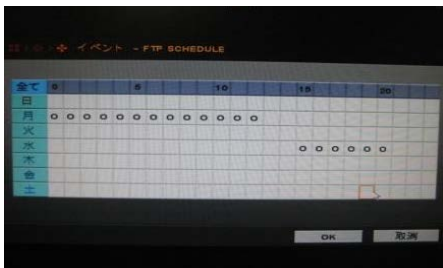 イベント - FTP SCHEDULE
全て 0 5 10 15 20
日
月 O O O O O O O O O O O O O
火
水 O O O O O O
木
金
土
OK 取消